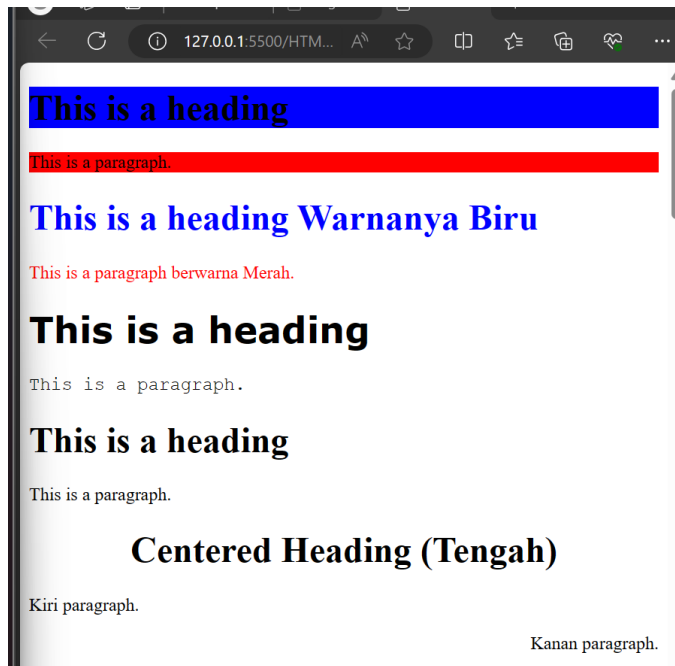 127.0.0.1:5500/HTM...
This is a heading
This is a paragraph.
This is a heading Warnanya Biru
This is a paragraph berwarna Merah.
This is a heading
This is a paragraph.
This is a heading
This is a paragraph.
Centered Heading (Tengah)
Kiri paragraph.
Kanan paragraph.